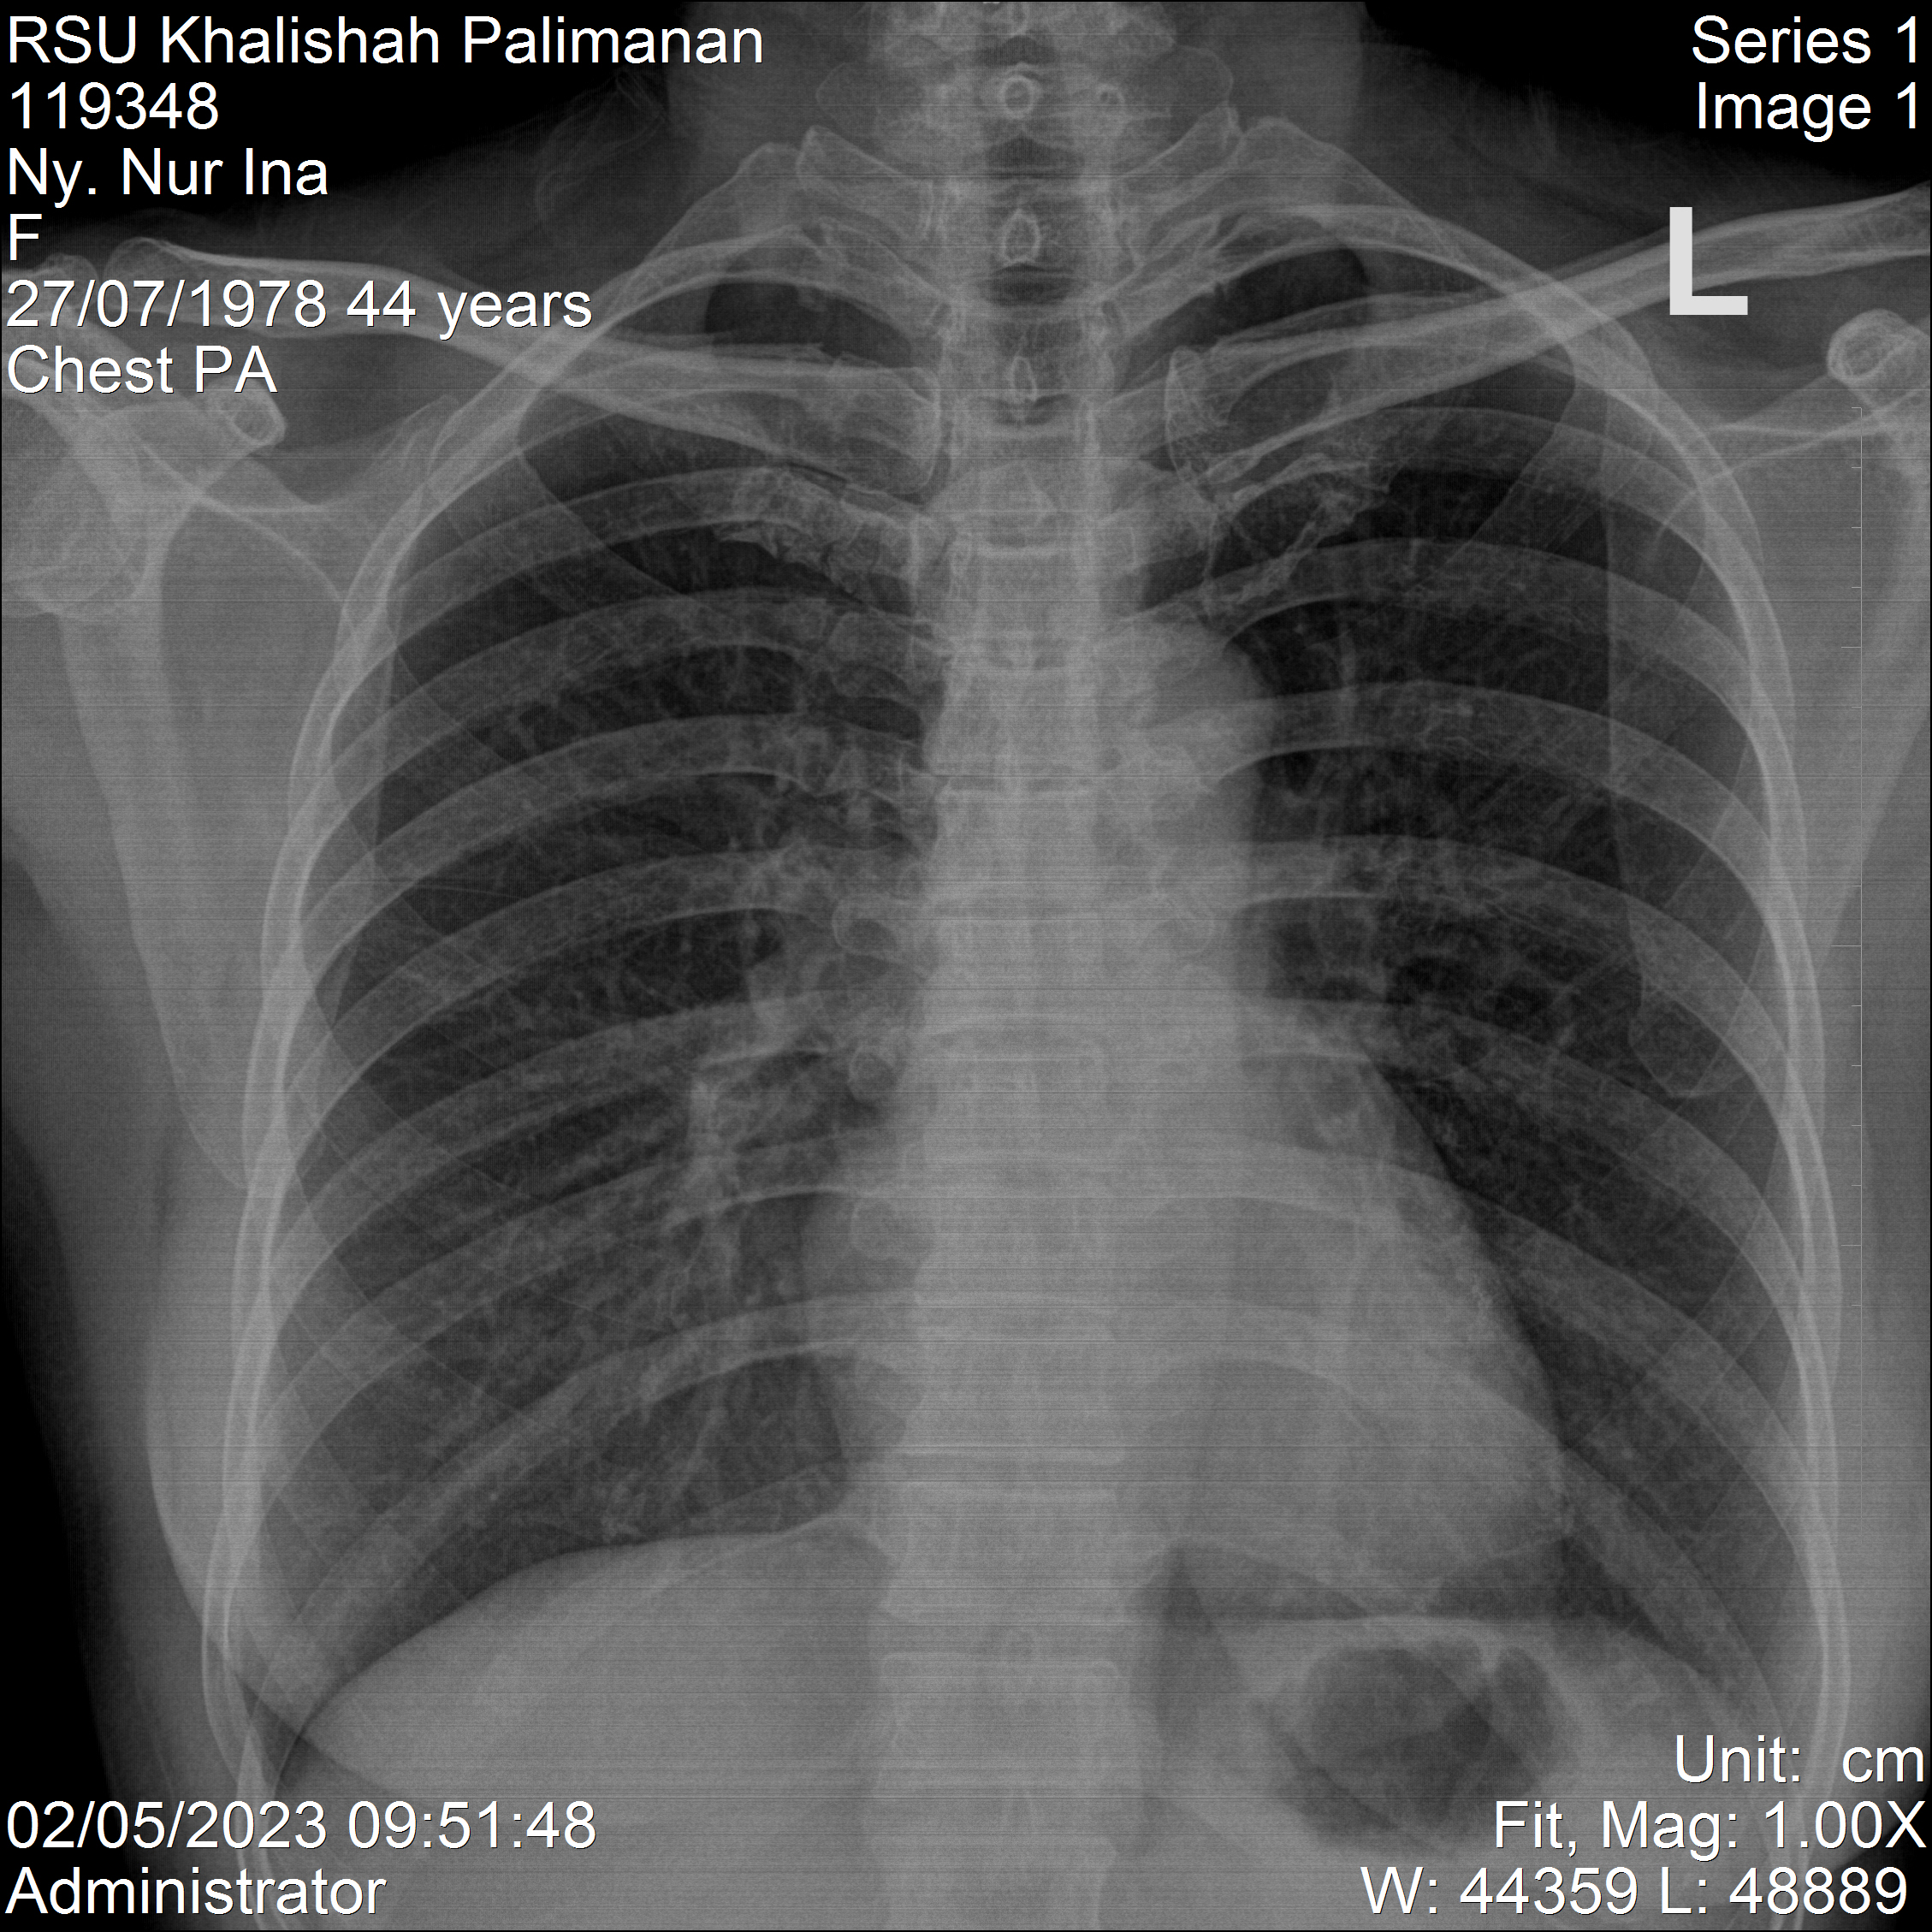 RSU Khalishah Palimanan
119348
Ny. Nur Ina
F
27/07/1978 44 years
Chest PA
Series 1
Image 1
L
02/05/2023 09:51:48
Administrator
Unit: cm
Fit, Mag: 1.00X
W: 44359 L: 48889